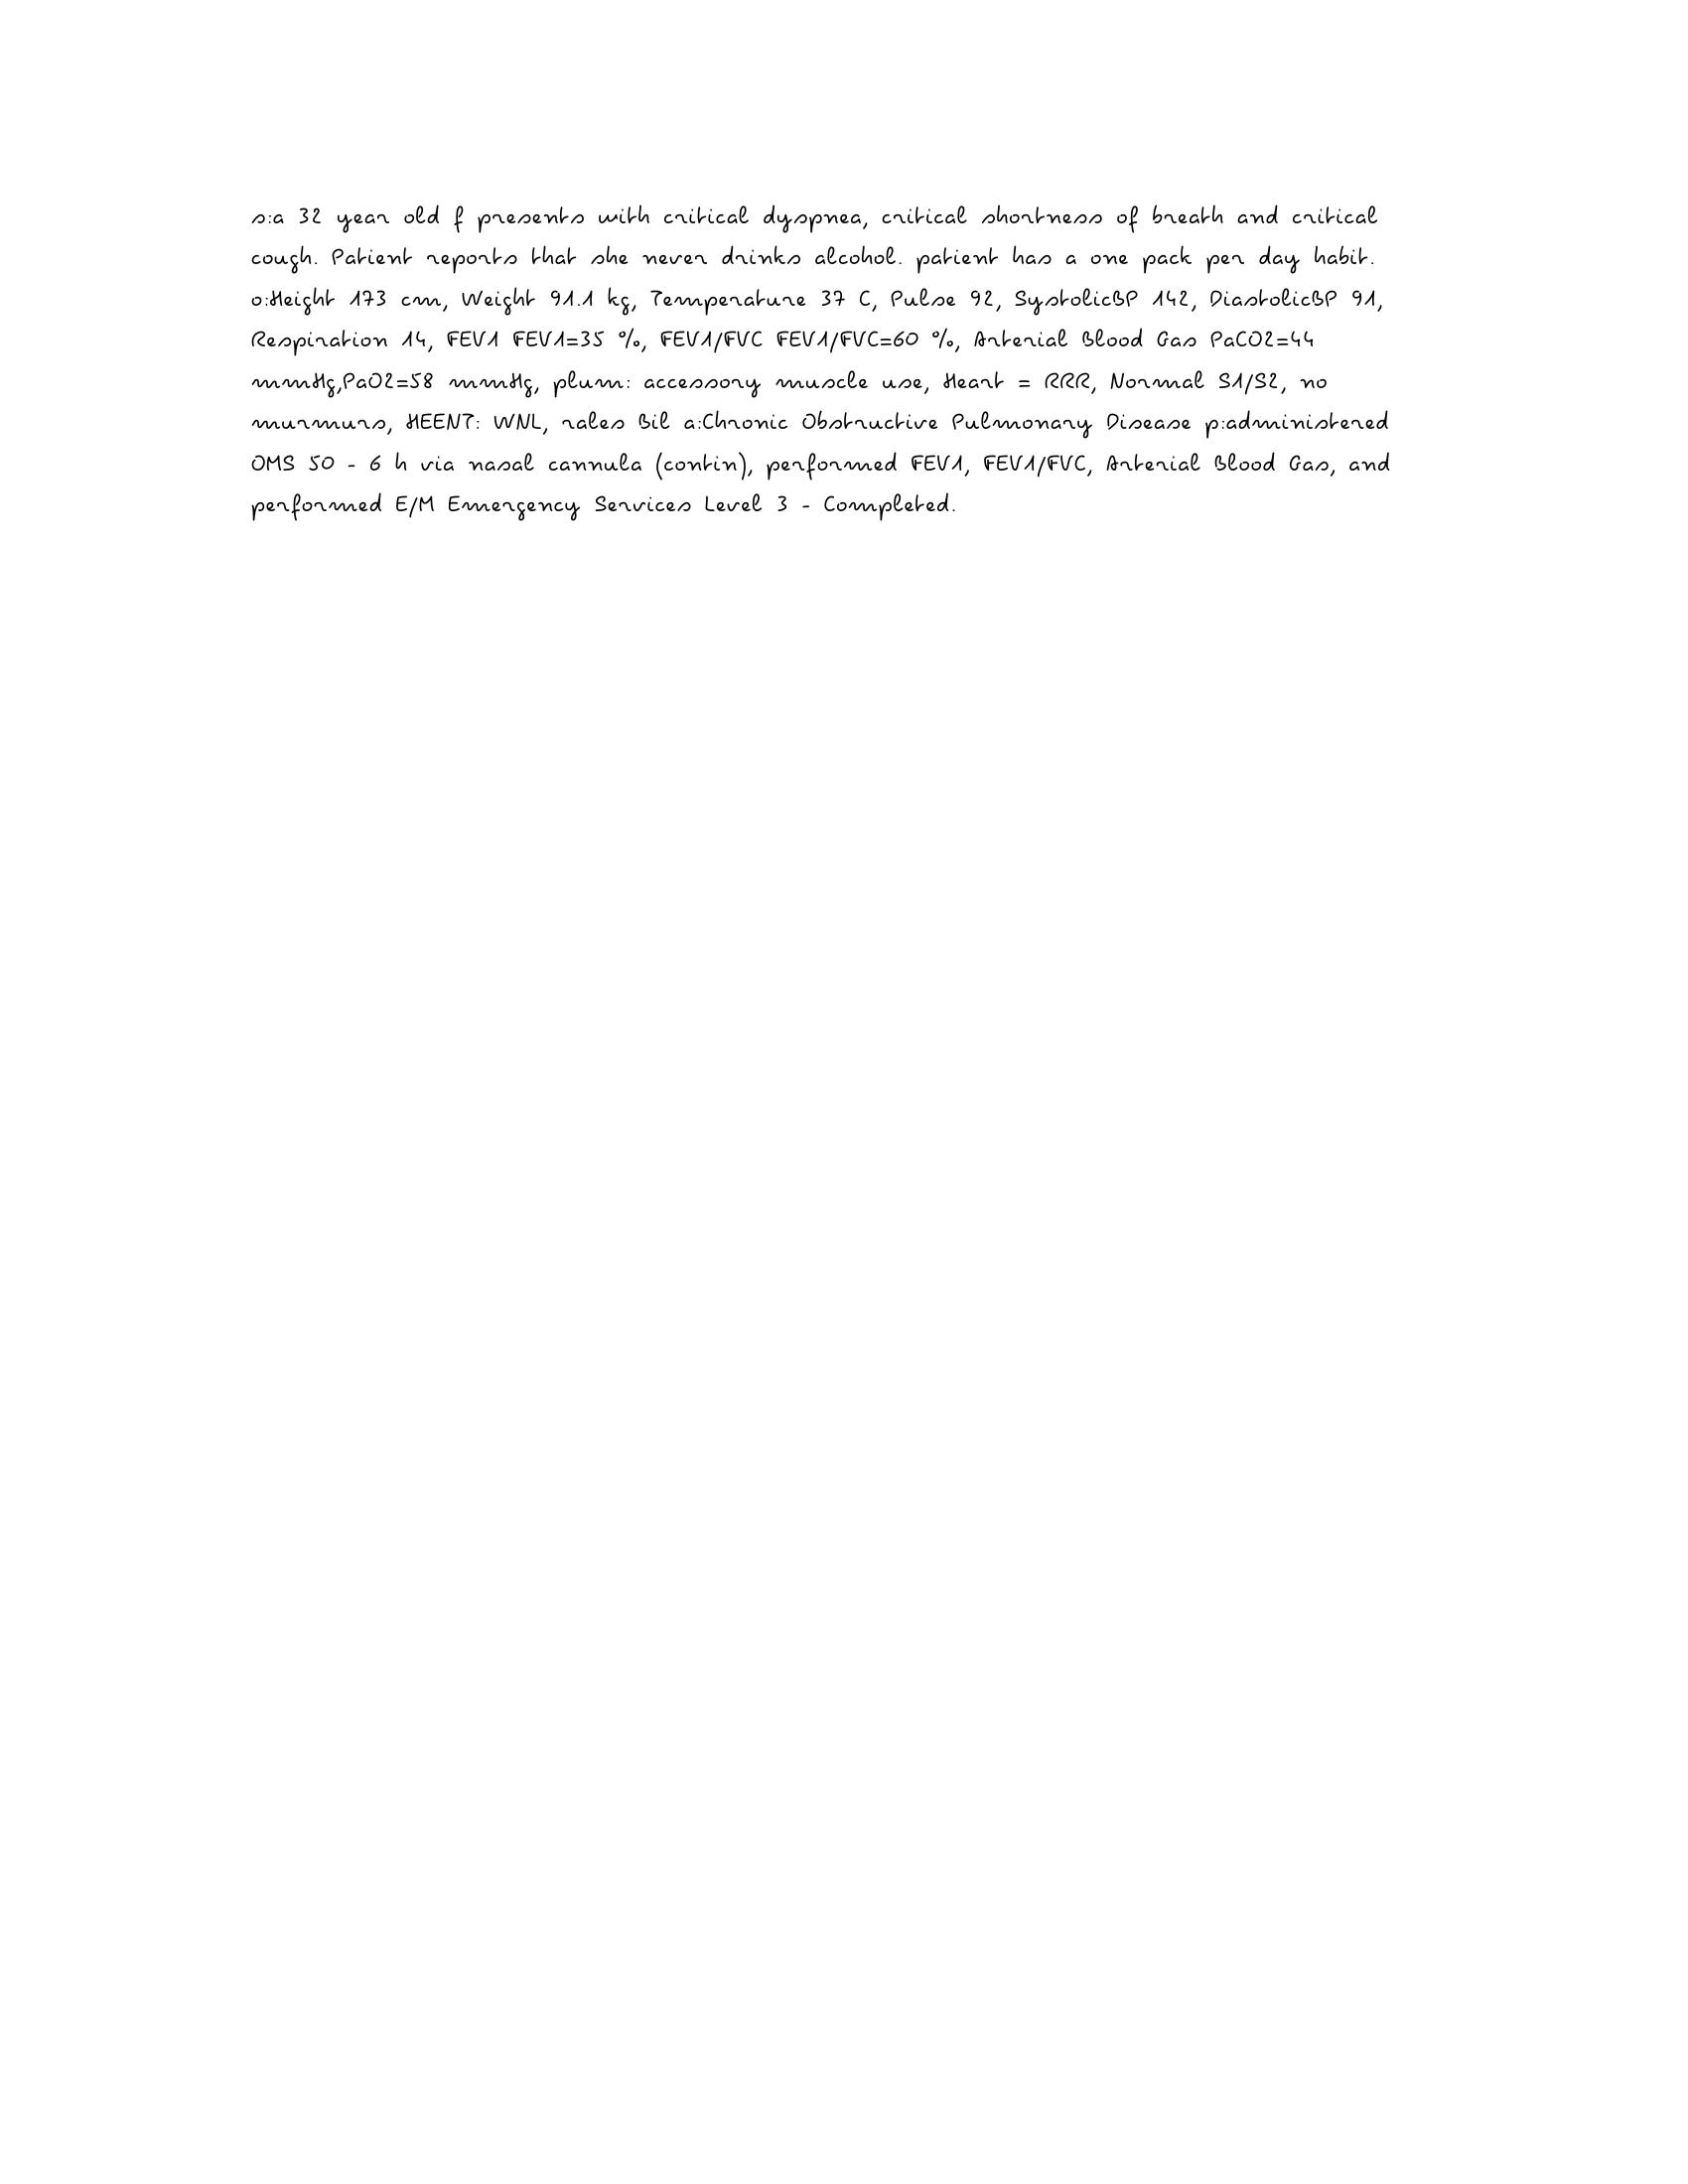 s:a 32 year old f presents with critical dyspnea, critical shortness of breath and critical
cough. Patient reports that she never drinks alcohol. patient has a one pack per day habit.
o:Height 173 cm, Weight 91.1 kg, Temperature 37 C, Pulse 92, SystolicBP 142, DiastolicBP 91,
Respiration 14, FEV1 FEV1=35 %, FEV1/FVC FEV1/FVC=60 %, Arterial Blood Gas PaCO2=44
mmHg,PaO2=58 mmHg, plum: accessory muscle use, Heart = RRR, Normal S1/S2, no
murmurs, HEENT: WNL, rales Bil a:Chronic Obstructive Pulmonary Disease p:administered
OMS 50 - 6 h via nasal cannula (contin), performed FEV1, FEV1/FVC, Arterial Blood Gas, and
performed E/M Emergency Services Level 3 - Completed.